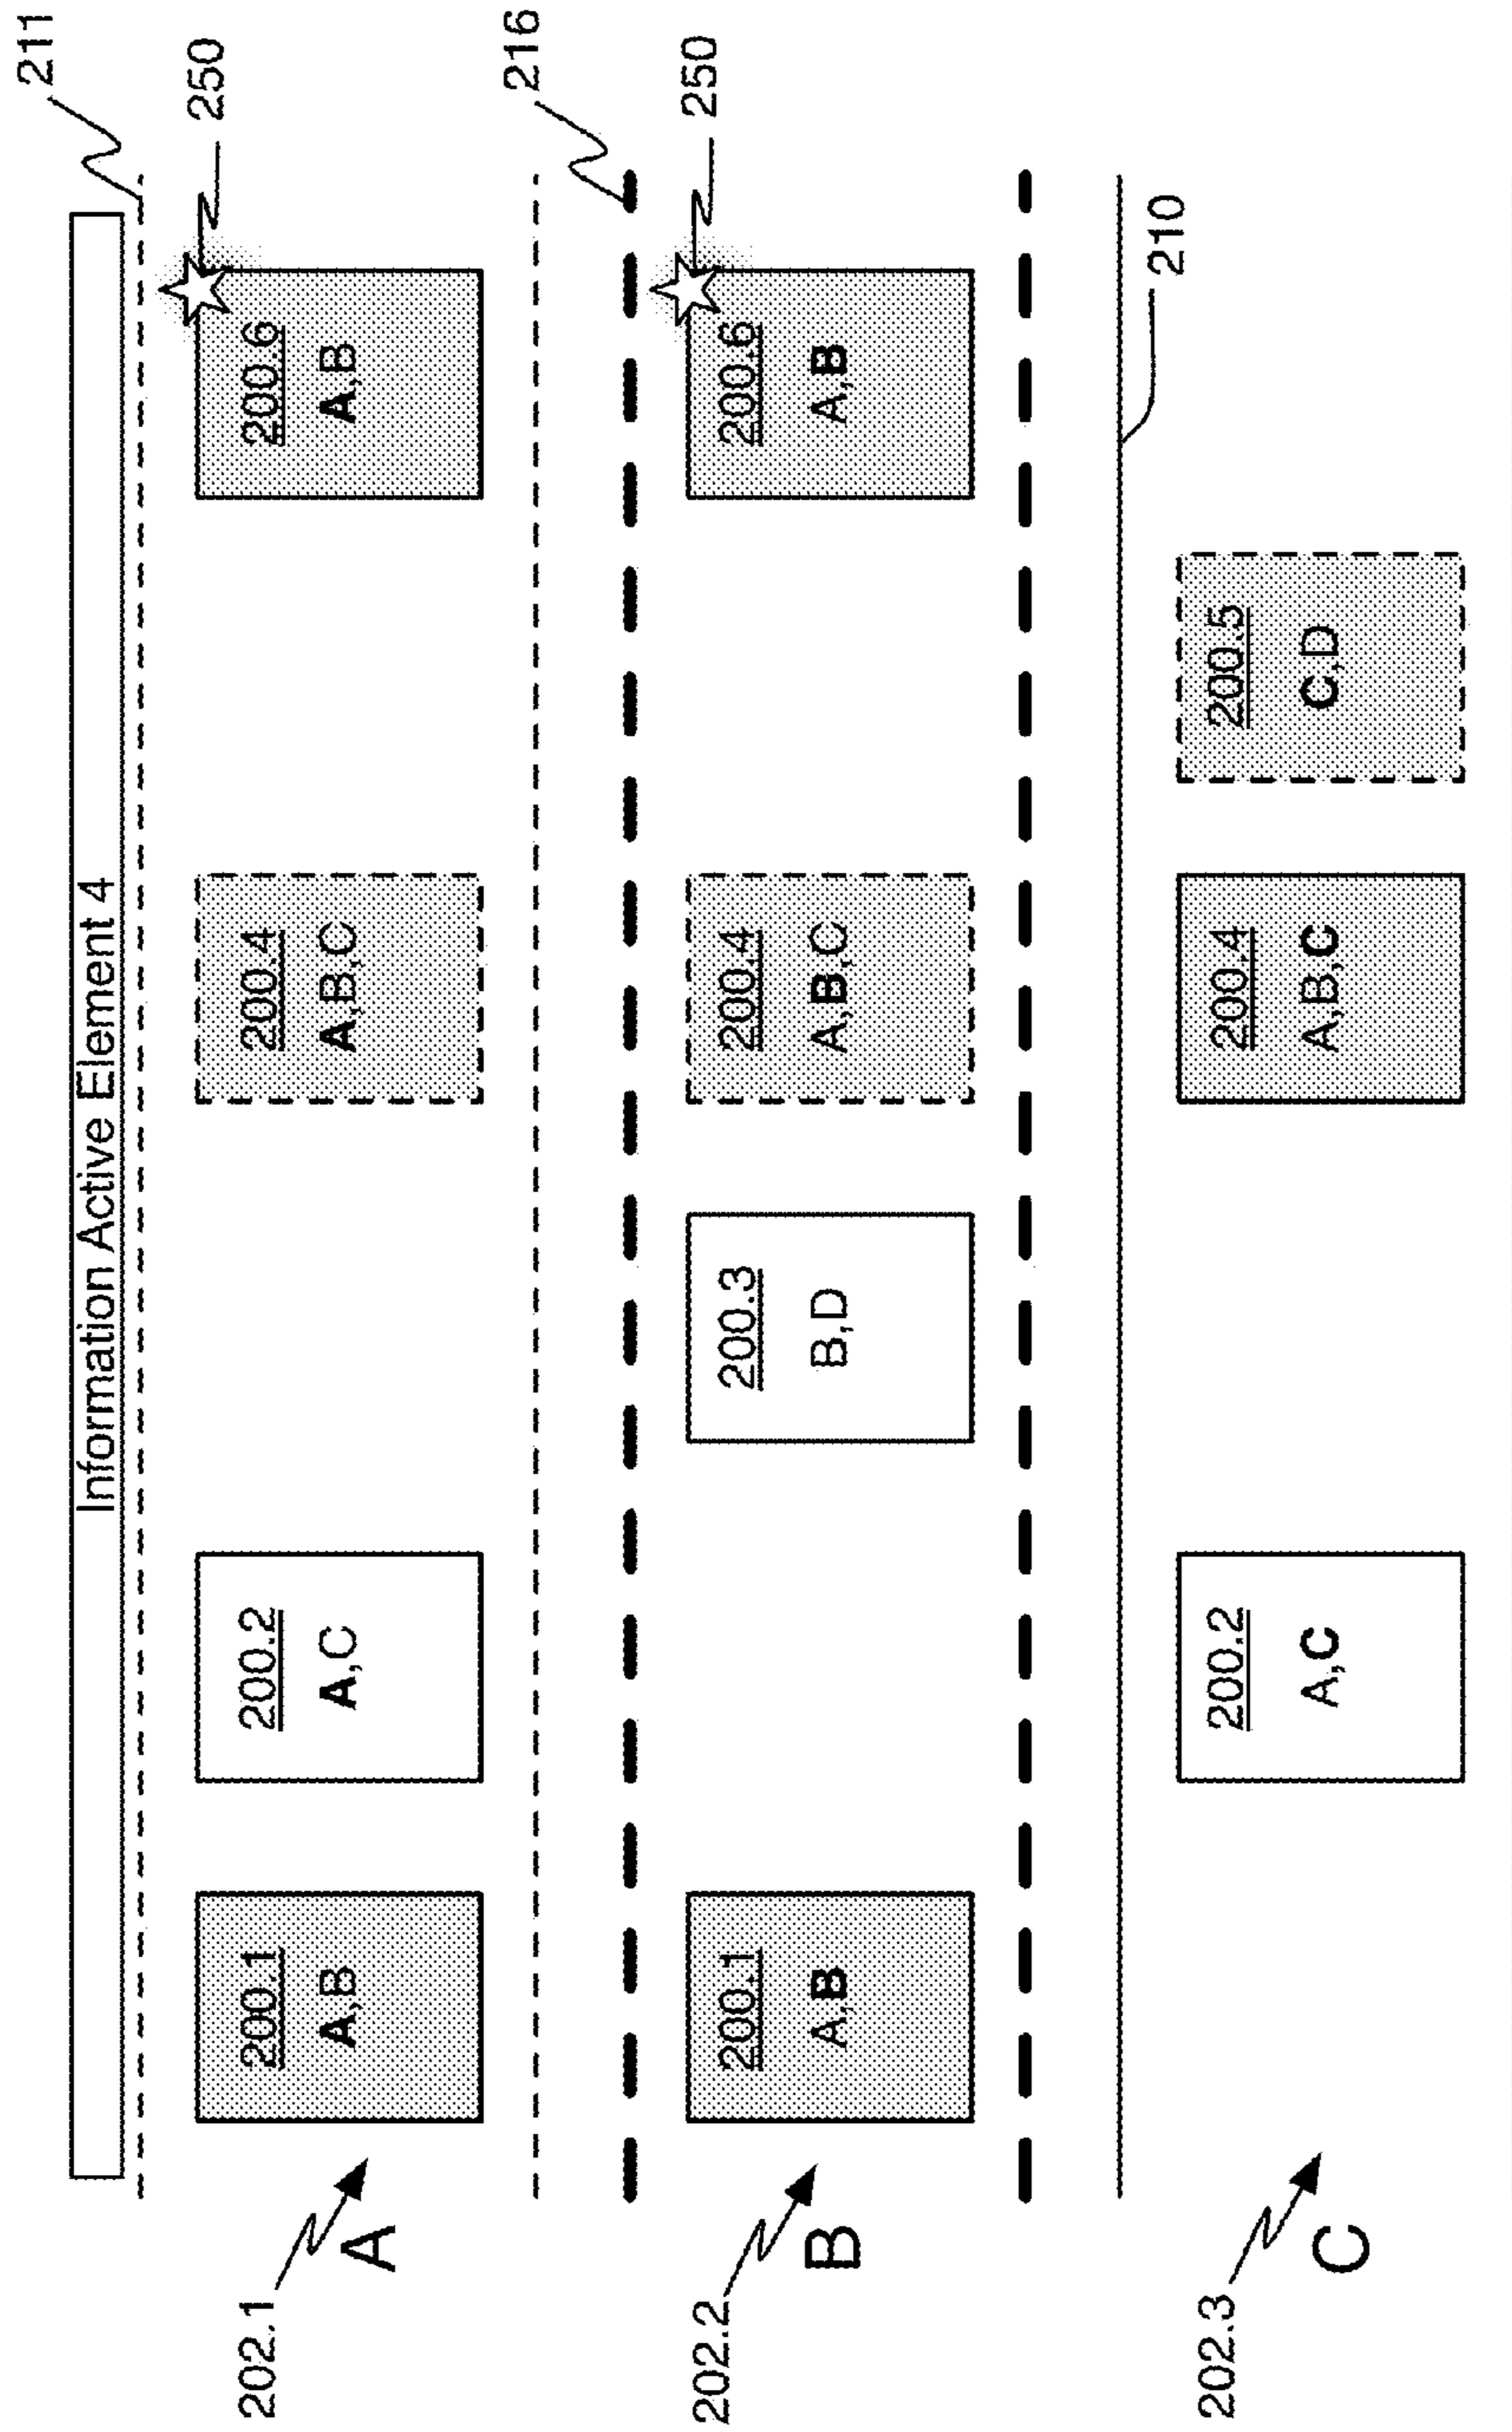 211
Information Active Element 4
250
200.1
A,B
200.2
A,C
200.4
A,B,C
200.6
A,B
202.1
A
216
250
200.1
A,B
200.3
B,D
200.4
A,B,C
200.6
A,B
202.2
B
210
200.2
A,C
200.4
A,B,C
200.5
C,D
202.3
C